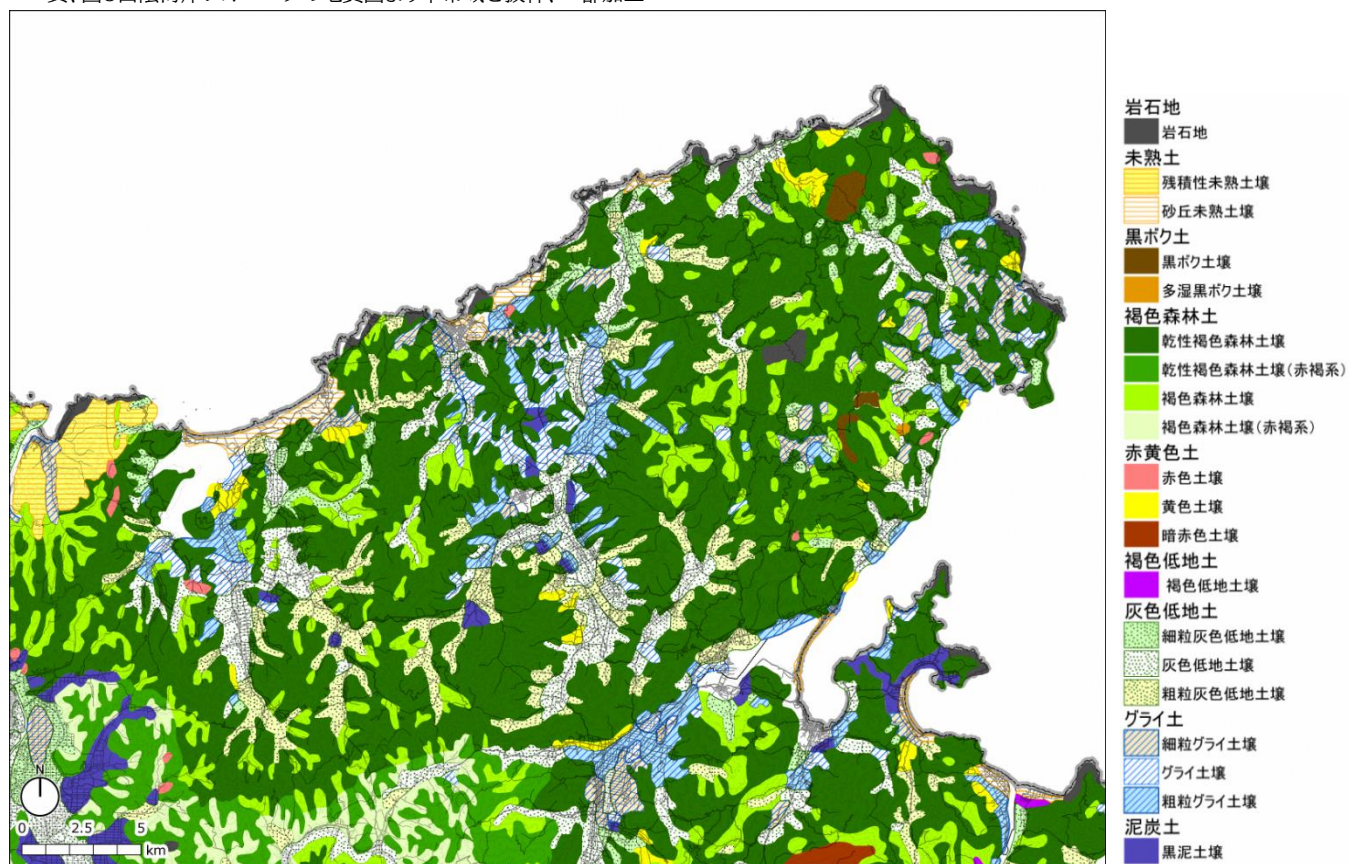 岩石地
岩石地
未熟土
残積性未熟土壌
砂丘未熟土壌
黒ボク土
黒ボク土壌
多湿黒ボク土壌
褐色森林土
乾性褐色森林土壌
乾性褐色森林土壌(赤褐系)
褐色森林土壌
褐色森林土壌(赤褐系)
赤黄色土
赤色土壌
黄色土壌
暗赤色土壌
褐色低地土
褐色低地土壌
灰色低地土
細粒灰色低地土壌
灰色低地土壌
粗粒灰色低地土壌
グライ土
細粒グライ土壌
グライ土壌
粗粒グライ土壌
泥炭土
黒泥土壌
N
0 2.5 5
km